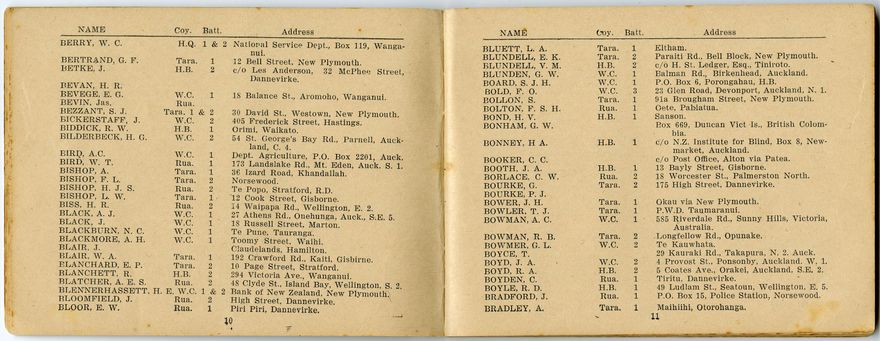 NAME Coy. Batt. Address
BERRY, W. C. H.Q. 1 & 2 National Service Dept., Box 119, Wanga-
nui.
BERTRAND, G. F. Tara. 1 12 Bell Street, New Plymouth.
BETKE, J. H.B. 2 c/o Les Anderson, 32 McPhee Street,
Dannevirke.
BEVAN, H. R.
BEVEGE, E. G. W.C. 1 18 Balance St., Aromoho, Wanganui.
BEVIN, Jas. Rua.
BEZZANT, S. J. Tara. 1 & 2 30 David St., Westown, New Plymouth.
BICKERSTAFF, J. W.C. 2 405 Frederick Street, Hastings.
BIDDICK, R. W. H.B. 1 Orimi, Waikato.
BILDERBECK, H. G. W.C. 2 54 St. George's Bay Rd., Parnell, Auck-
land, C. 4.
BIRD, A.C. W.C. 1 Dept. Agriculture, P.O. Box 2201, Auck.
BIRD, W. T. Rua. 1 173 Landslake Rd., Mt. Eden, Auck. S. 1.
BISHOP, A. Tara. 1 36 Izard Road, Khandallah.
BISHOP, F. L. Tara. 2 Norsewood.
BISHOP, H. J. S. Rua. 2 Te Popo, Stratford, R.D.
BISHOP, L. W. Tara. 1 12 Cook Street, Gisborne.
BISS, H. R. Rua. 2 14 Waipapa Rd., Wellington, E. 2.
BLACK, A. J. W.C. 1 27 Athens Rd., Onehunga, Auck., S.E. 5.
BLACK, J. W.C. 1 18 Russell Street, Marton.
BLACKBURN, N. C. W.C. 1 Te Pune, Tauranga.
BLACKMORE, A. H. W.C. 1 Toomy Street, Waihi.
BLAIR, J. Claudelands, Hamilton.
BLAIR, W. A. Tara. 1 192 Crawford Rd., Kaiti, Gisbirne.
BLANCHARD, E. P. Tara. 2 10 Page Street, Stratford.
BLANCHETT, R. H.B. 2 294 Victoria Ave., Wanganui.
BLATCHER, A. E. S. Rua. 2 48 Clyde St., Island Bay, Wellington, S. 2.
BLENNERHASSETT, H. E. W.C. 1 & 2 Bank of New Zealand, New Plymouth.
BLOOMFIELD, J. Rua. 2 High Street, Dannevirke.
BLOOR, E. W. Rua. 1 Piri Piri, Dannevirke.
10
NAME Coy. Batt. Address
BLUETT, L. A. Tara. 1 Eltham.
BLUNDELL, E. K. Tara. 2 Paraiti Rd., Bell Block, New Plymouth.
BLUNDELL, V. M. H.B. 2 c/o H. St. Ledger, Esq., Tiniroto.
BLUNDEN, G. W. W.C. 1 Balman Rd., Birkenhead, Auckland.
BOARD, S. J. H. W.C. 1 P.O. Box 6, Porongahau, H.B.
BOLD, F. O. W.C. 3 23 Glen Road, Devonport, Auckland, N. 1.
BOLLON, S. Tara. 1 91a Brougham Street, New Plymouth.
BOLTON, F. S. H. Rua. 1 Oete, Pahiatua.
BOND, H. V. H.B. 1 Sanson.
BONHAM, G. W. Box 669, Duncan Vict Is., British Colom-
bia.
BONNEY, H A. H.B. 1 c/o N.Z. Institute for Blind, Box 8, New-
market, Auckland.
BOOKER, C. C. c/o Post Office, Alton via Patea.
BOOTH, J. A. H.B. 1 13 Bayly Street, Gisborne.
BORLACE, C. W. Rua. 2 18 Worcester St., Palmerston North.
BOURKE, G. Tara. 2 175 High Street, Dannevirke.
BOURKE, P. J.
BOWER, J. H. Tara. 1 Okau via New Plymouth.
BOWLER, T. J. Tara. 1 P.W.D. Taumaranui.
BOWMAN, A. C. W.C. 1 585 Riverdale Rd., Sunny Hills, Victoria,
Australia.
BOWMAN, R. B. Tara. 2 Longfellow Rd., Opunake.
BOWMER, G. L. W.C. 2 Te Kauwhata.
BOYCE, T. 29 Kauraki Rd., Takapura, N. 2. Auck.
BOYD, J. A. W.C. 2 4 Provost St., Ponsonby, Auckland, W. 1.
BOYD, R. A. H.B. 2 5 Coates Ave., Orakei, Auckland, S.E. 2.
BOYDEN, C. Rua. 1 Tiritu, Dannevirke.
BOYLE, R. D. H.B. 1 49 Ludlam St., Seatoun, Wellington, E. 5.
BRADFORD, J. Rua. 1 P.O. Box 15, Police Station, Norsewood.
BRADLEY, A. Tara. 1 Maihiihi, Otorohanga.
11